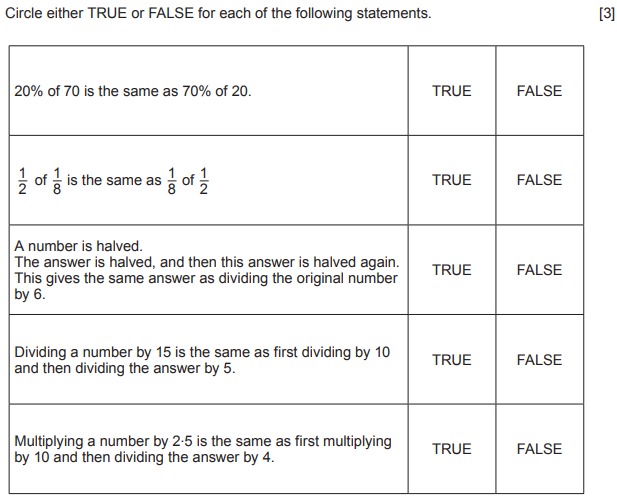 Circle either TRUE or FALSE for each of the following statements. [3]
20% of 70 is the same as 70% of 20. TRUE FALSE
1/2 of 1/8 is the same as 1/8 of 1/2 TRUE FALSE
A number is halved.
The answer is halved, and then this answer is halved again.
This gives the same answer as dividing the original number
by 6.
TRUE FALSE
Dividing a number by 15 is the same as first dividing by 10
and then dividing the answer by 5.
TRUE FALSE
Multiplying a number by 2·5 is the same as first multiplying
by 10 and then dividing the answer by 4.
TRUE FALSE